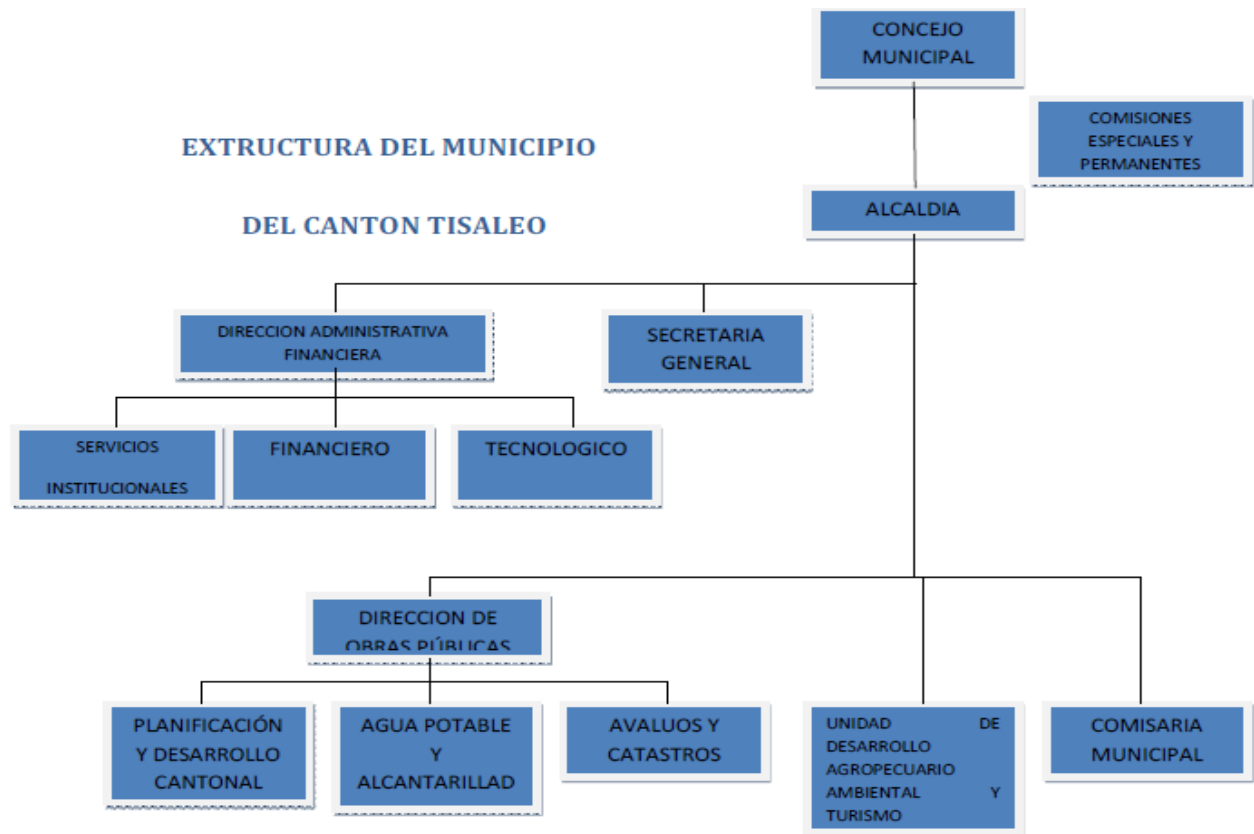 CONCEJO
MUNICIPAL
COMISIONES
ESPECIALES Y
PERMANENTES
EXTRUCTURA DEL MUNICIPIO
DEL CANTON TISALEO
ALCALDIA
DIRECCION ADMINISTRATIVA
FINANCIERA
SECRETARIA
GENERAL
SERVICIOS
INSTITUCIONALES
FINANCIERO
TECNOLOGICO
DIRECCION DE
OBRAS PÚBLICAS
PLANIFICACIÓN
Y DESARROLLO
CANTONAL
AGUA POTABLE
Y
ALCANTARILLAD
AVALUOS Y
CATASTROS
UNIDAD DE
DESARROLLO
AGROPECUARIO
AMBIENTAL Y
TURISMO
COMISARIA
MUNICIPAL